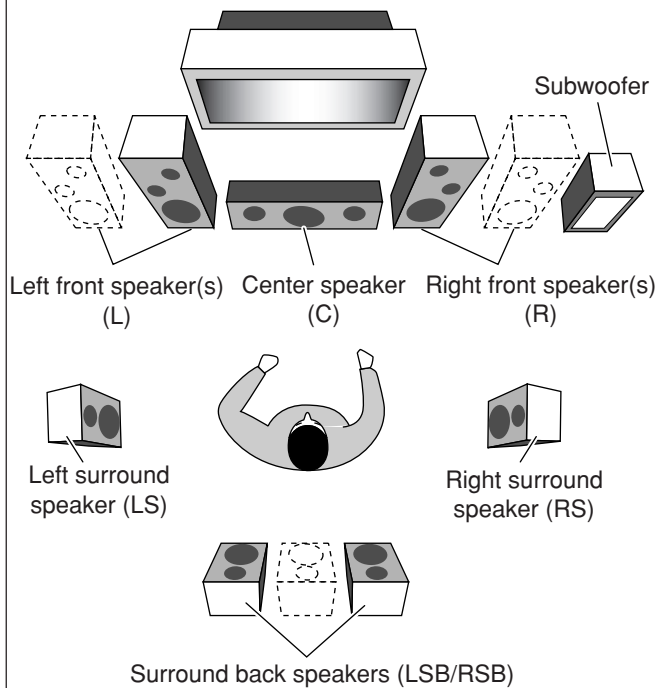 Subwoofer
Left front speaker(s)
(L)
Center speaker
(C)
Right front speaker(s)
(R)
Left surround
speaker (LS)
Right surround
speaker (RS)
Surround back speakers (LSB/RSB)